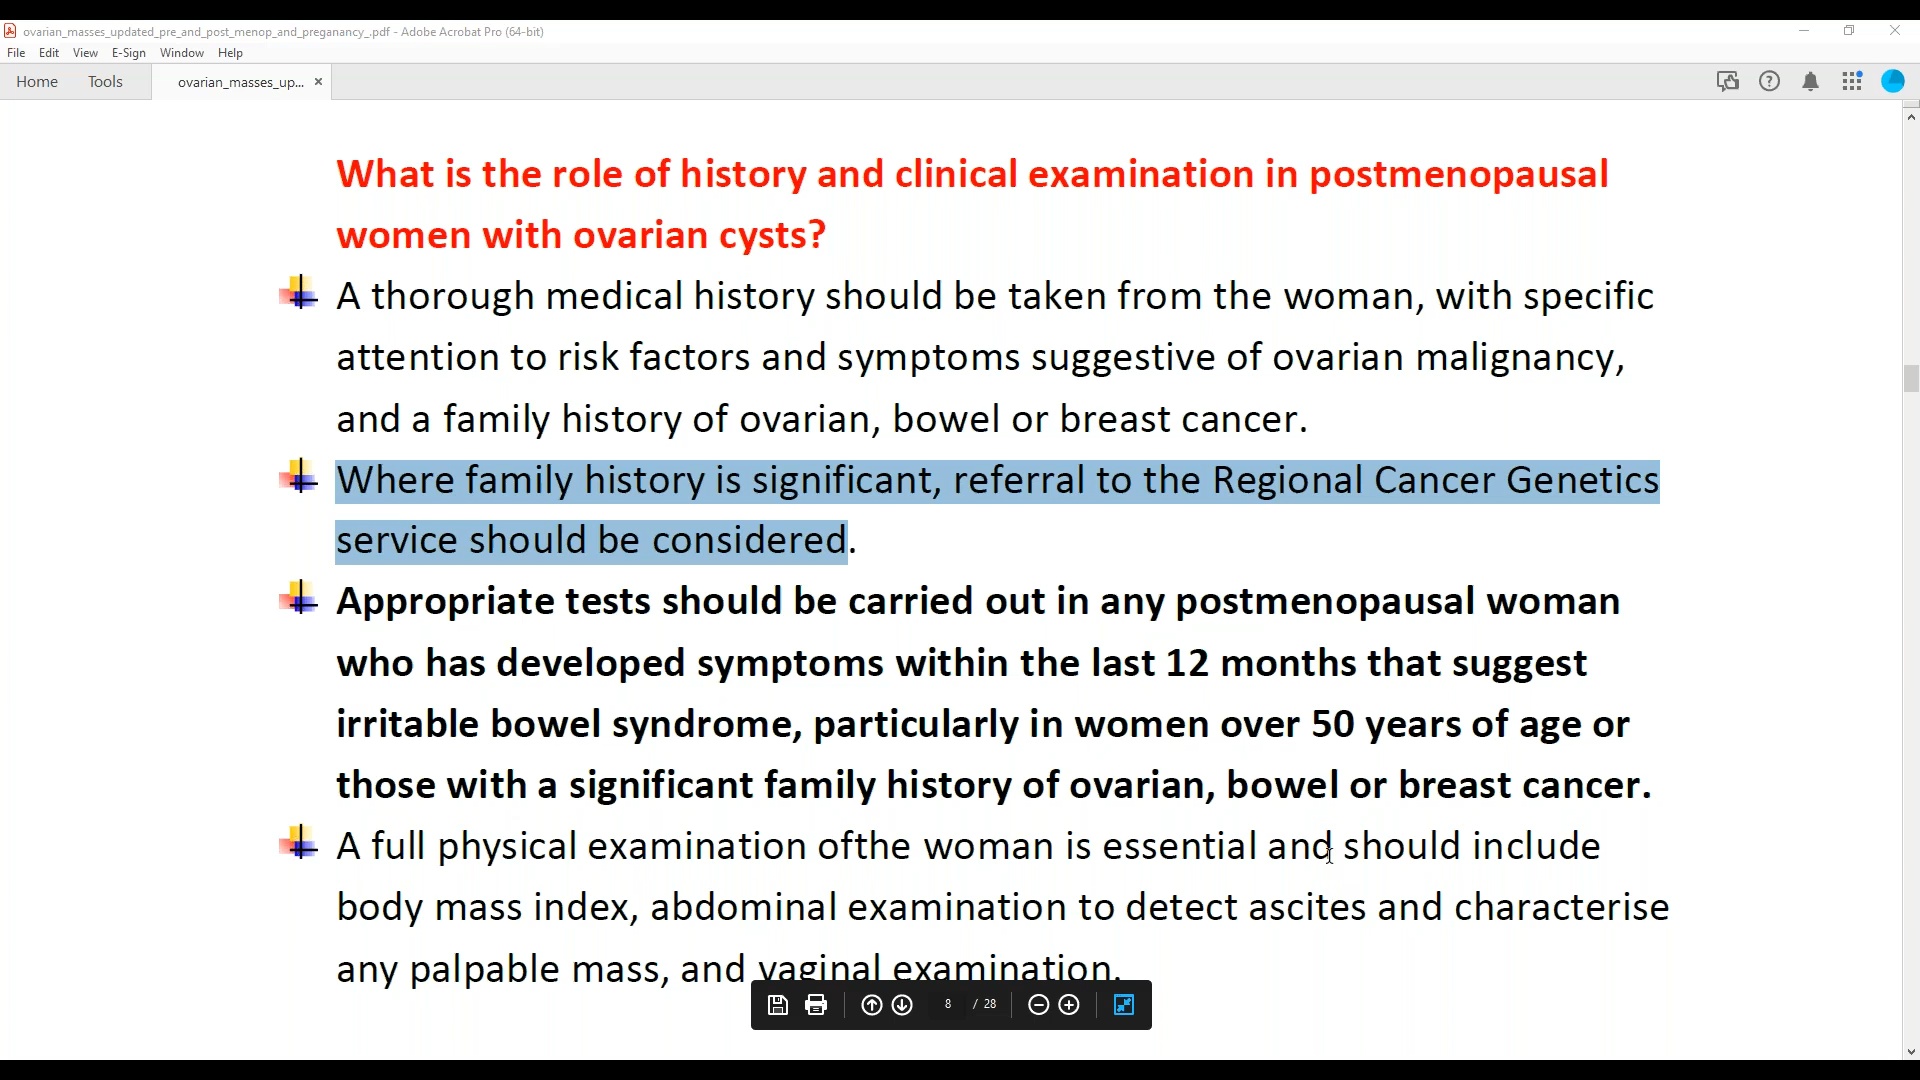 ovarian_masses_updated_pre_and_post_menop_and_preganancy_.pdf - Adobe Acrobat Pro (64-bit)
File Edit View E-Sign Window Help
Home Tools ovarian_masses_up... ×
What is the role of history and clinical examination in postmenopausal
women with ovarian cysts?
A thorough medical history should be taken from the woman, with specific
attention to risk factors and symptoms suggestive of ovarian malignancy,
and a family history of ovarian, bowel or breast cancer.
Where family history is significant, referral to the Regional Cancer Genetics
service should be considered.
Appropriate tests should be carried out in any postmenopausal woman
who has developed symptoms within the last 12 months that suggest
irritable bowel syndrome, particularly in women over 50 years of age or
those with a significant family history of ovarian, bowel or breast cancer.
A full physical examination ofthe woman is essential and should include
body mass index, abdominal examination to detect ascites and characterise
any palpable mass, and vaginal examination.
8 / 28